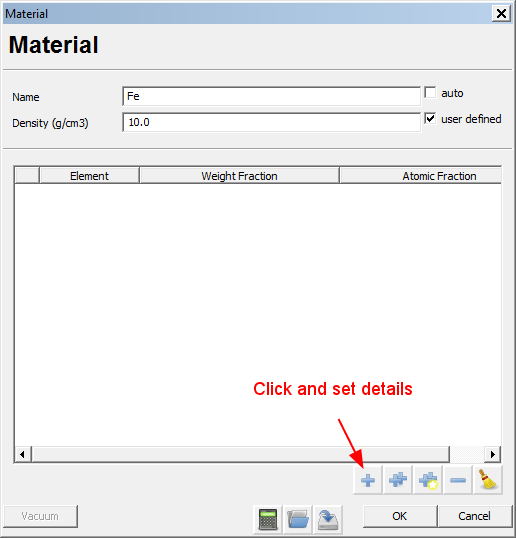 Material
Material
Name Fe auto
Density (g/cm3) 10.0 user defined
Element Weight Fraction Atomic Fraction
Click and set details
Vacuum OK Cancel